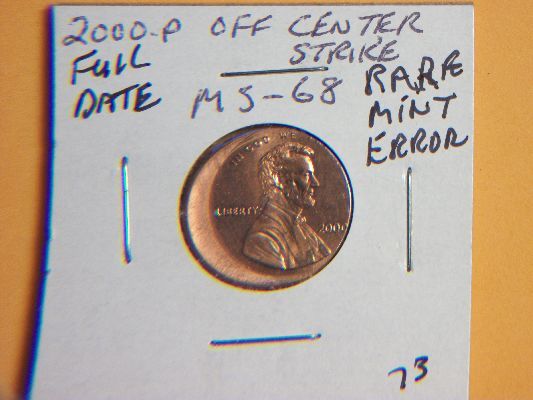 2000-P OFF CENTER
STRIKE
FULL
DATE
MS-68
RARE
MINT
ERROR
IN GOD WE
LIBERTY
2000
73